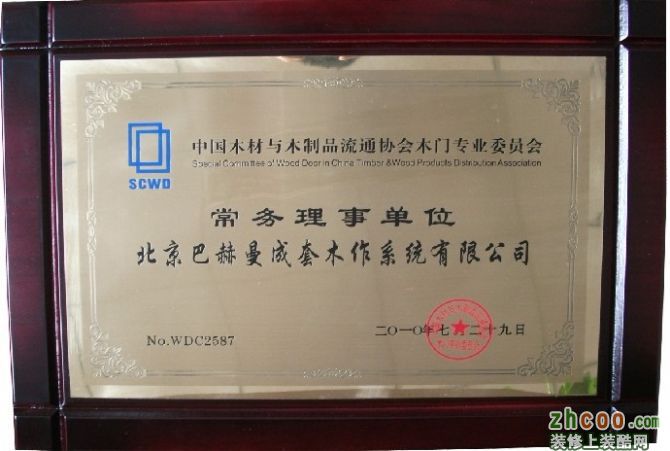 中国木材与木制品流通协会木门专业委员会
Special Committee of Wood Door in China Timber & Wood Products Distribution Association
SCWD
常务理事单位
北京巴赫曼成套木作系统有限公司
No.WDC2587
二〇一〇年七月二十九日
zhcoo.com
装修上装酷网